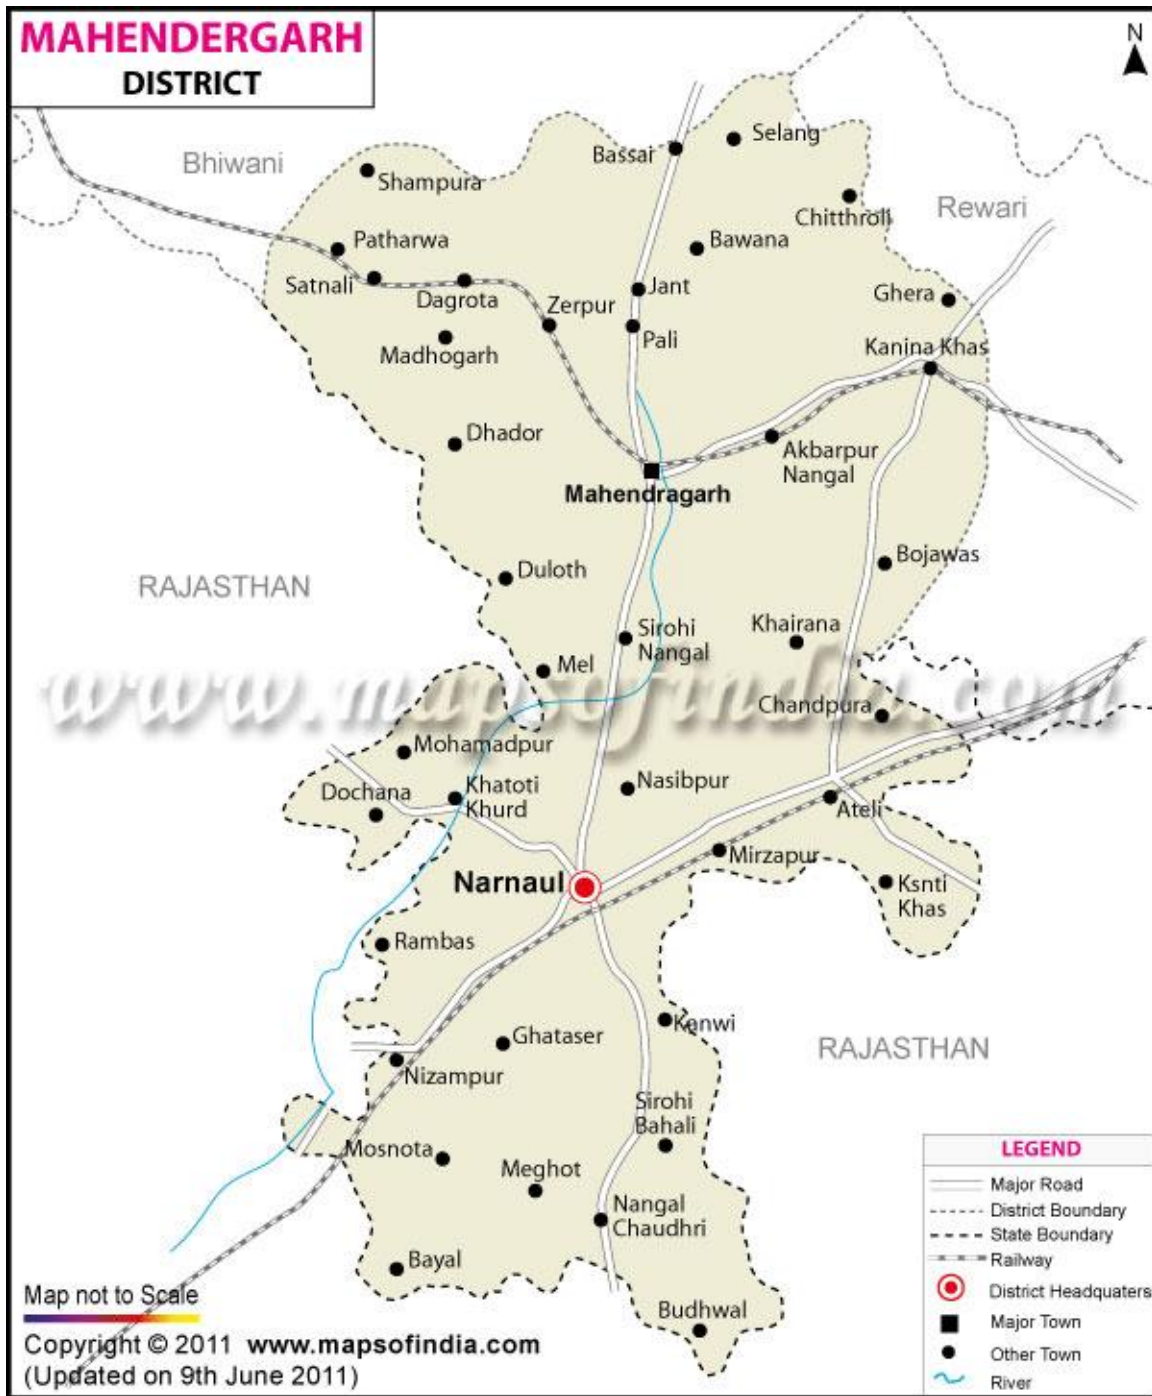 MAHENDERGARH
DISTRICT
N
Bhiwani
Shampura
Bassai
Selang
Chitthroli
Rewari
Patharwa
Bawana
Satnali
Dagrota
Zerpur
Jant
Ghera
Madhogarh
Pali
Kanina Khas
Dhador
Akbarpur
Nangal
Mahendragarh
Bojawas
Duloth
RAJASTHAN
Sirohi
Nangal
Khairana
Mel
www.mapsofindia.com
Chandpura
Mohamadpur
Dochana
Khatoti
Khurd
Nasibpur
Ateli
Mirzapur
Narnaul
Ksnti
Khas
Rambas
Kanwi
Ghataser
RAJASTHAN
Nizampur
Sirohi
Bahali
Mosnota
Meghot
Nangal
Chaudhri
Bayal
Budhwal
LEGEND
Major Road
District Boundary
State Boundary
Railway
District Headquaters
Major Town
Other Town
River
Map not to Scale
Copyright © 2011 www.mapsofindia.com
(Updated on 9th June 2011)